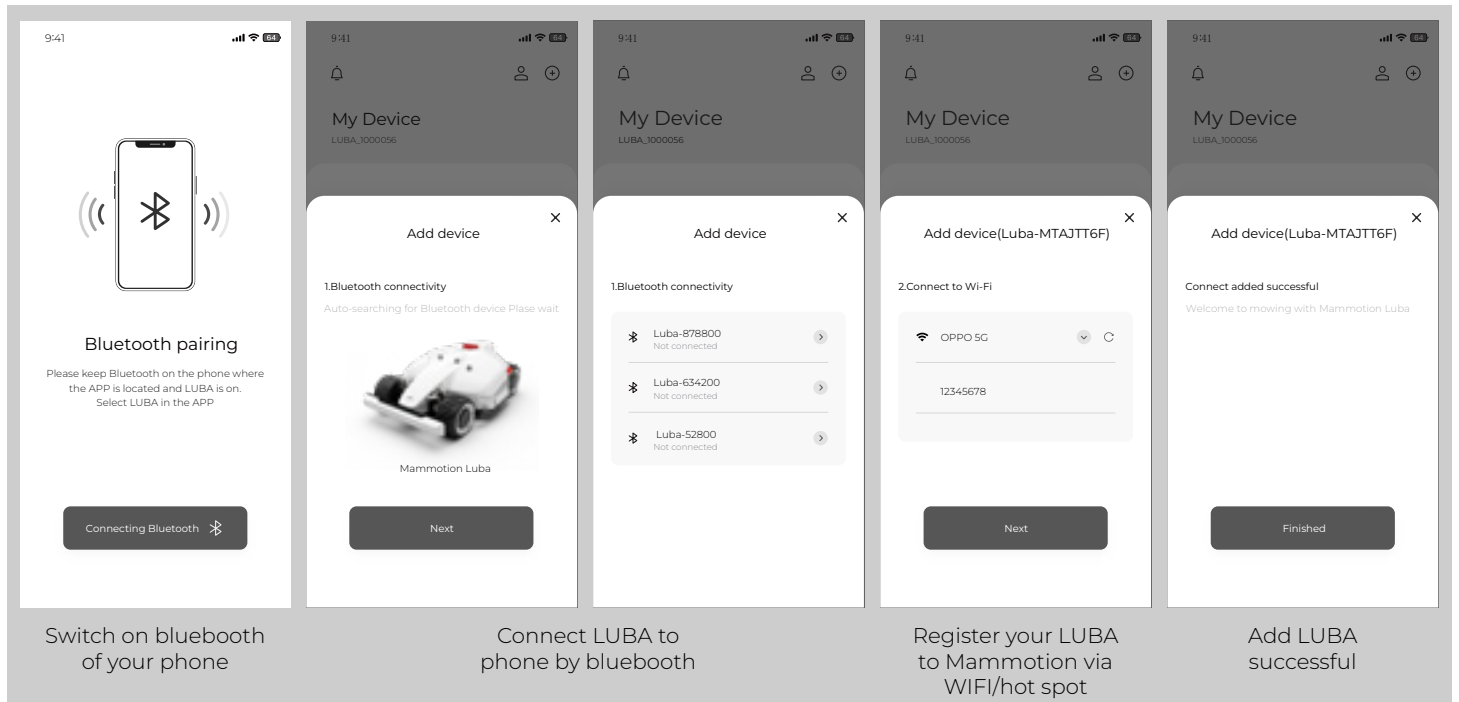 9:41
64
Bluetooth pairing
Please keep Bluetooth on the phone where
the APP is located and LUBA is on.
Select LUBA in the APP
Connecting Bluetooth
Switch on bluebooth
of your phone
9:41
64
My Device
LUBA_1000056
Add device
1.Bluetooth connectivity
Auto-searching for Bluetooth device Plase wait
Mammotion Luba
Next
9:41
64
My Device
LUBA_1000056
Add device
1.Bluetooth connectivity
Luba-878800
Not connected
Luba-634200
Not connected
Luba-52800
Not connected
Connect LUBA to
phone by bluebooth
9:41
64
My Device
LUBA_1000056
Add device(Luba-MTAJTT6F)
2.Connect to Wi-Fi
OPPO 5G
12345678
Next
Register your LUBA
to Mammotion via
WIFI/hot spot
9:41
64
My Device
LUBA_1000056
Add device(Luba-MTAJTT6F)
Connect added successful
Welcome to mowing with Mammotion Luba
Finished
Add LUBA
successful